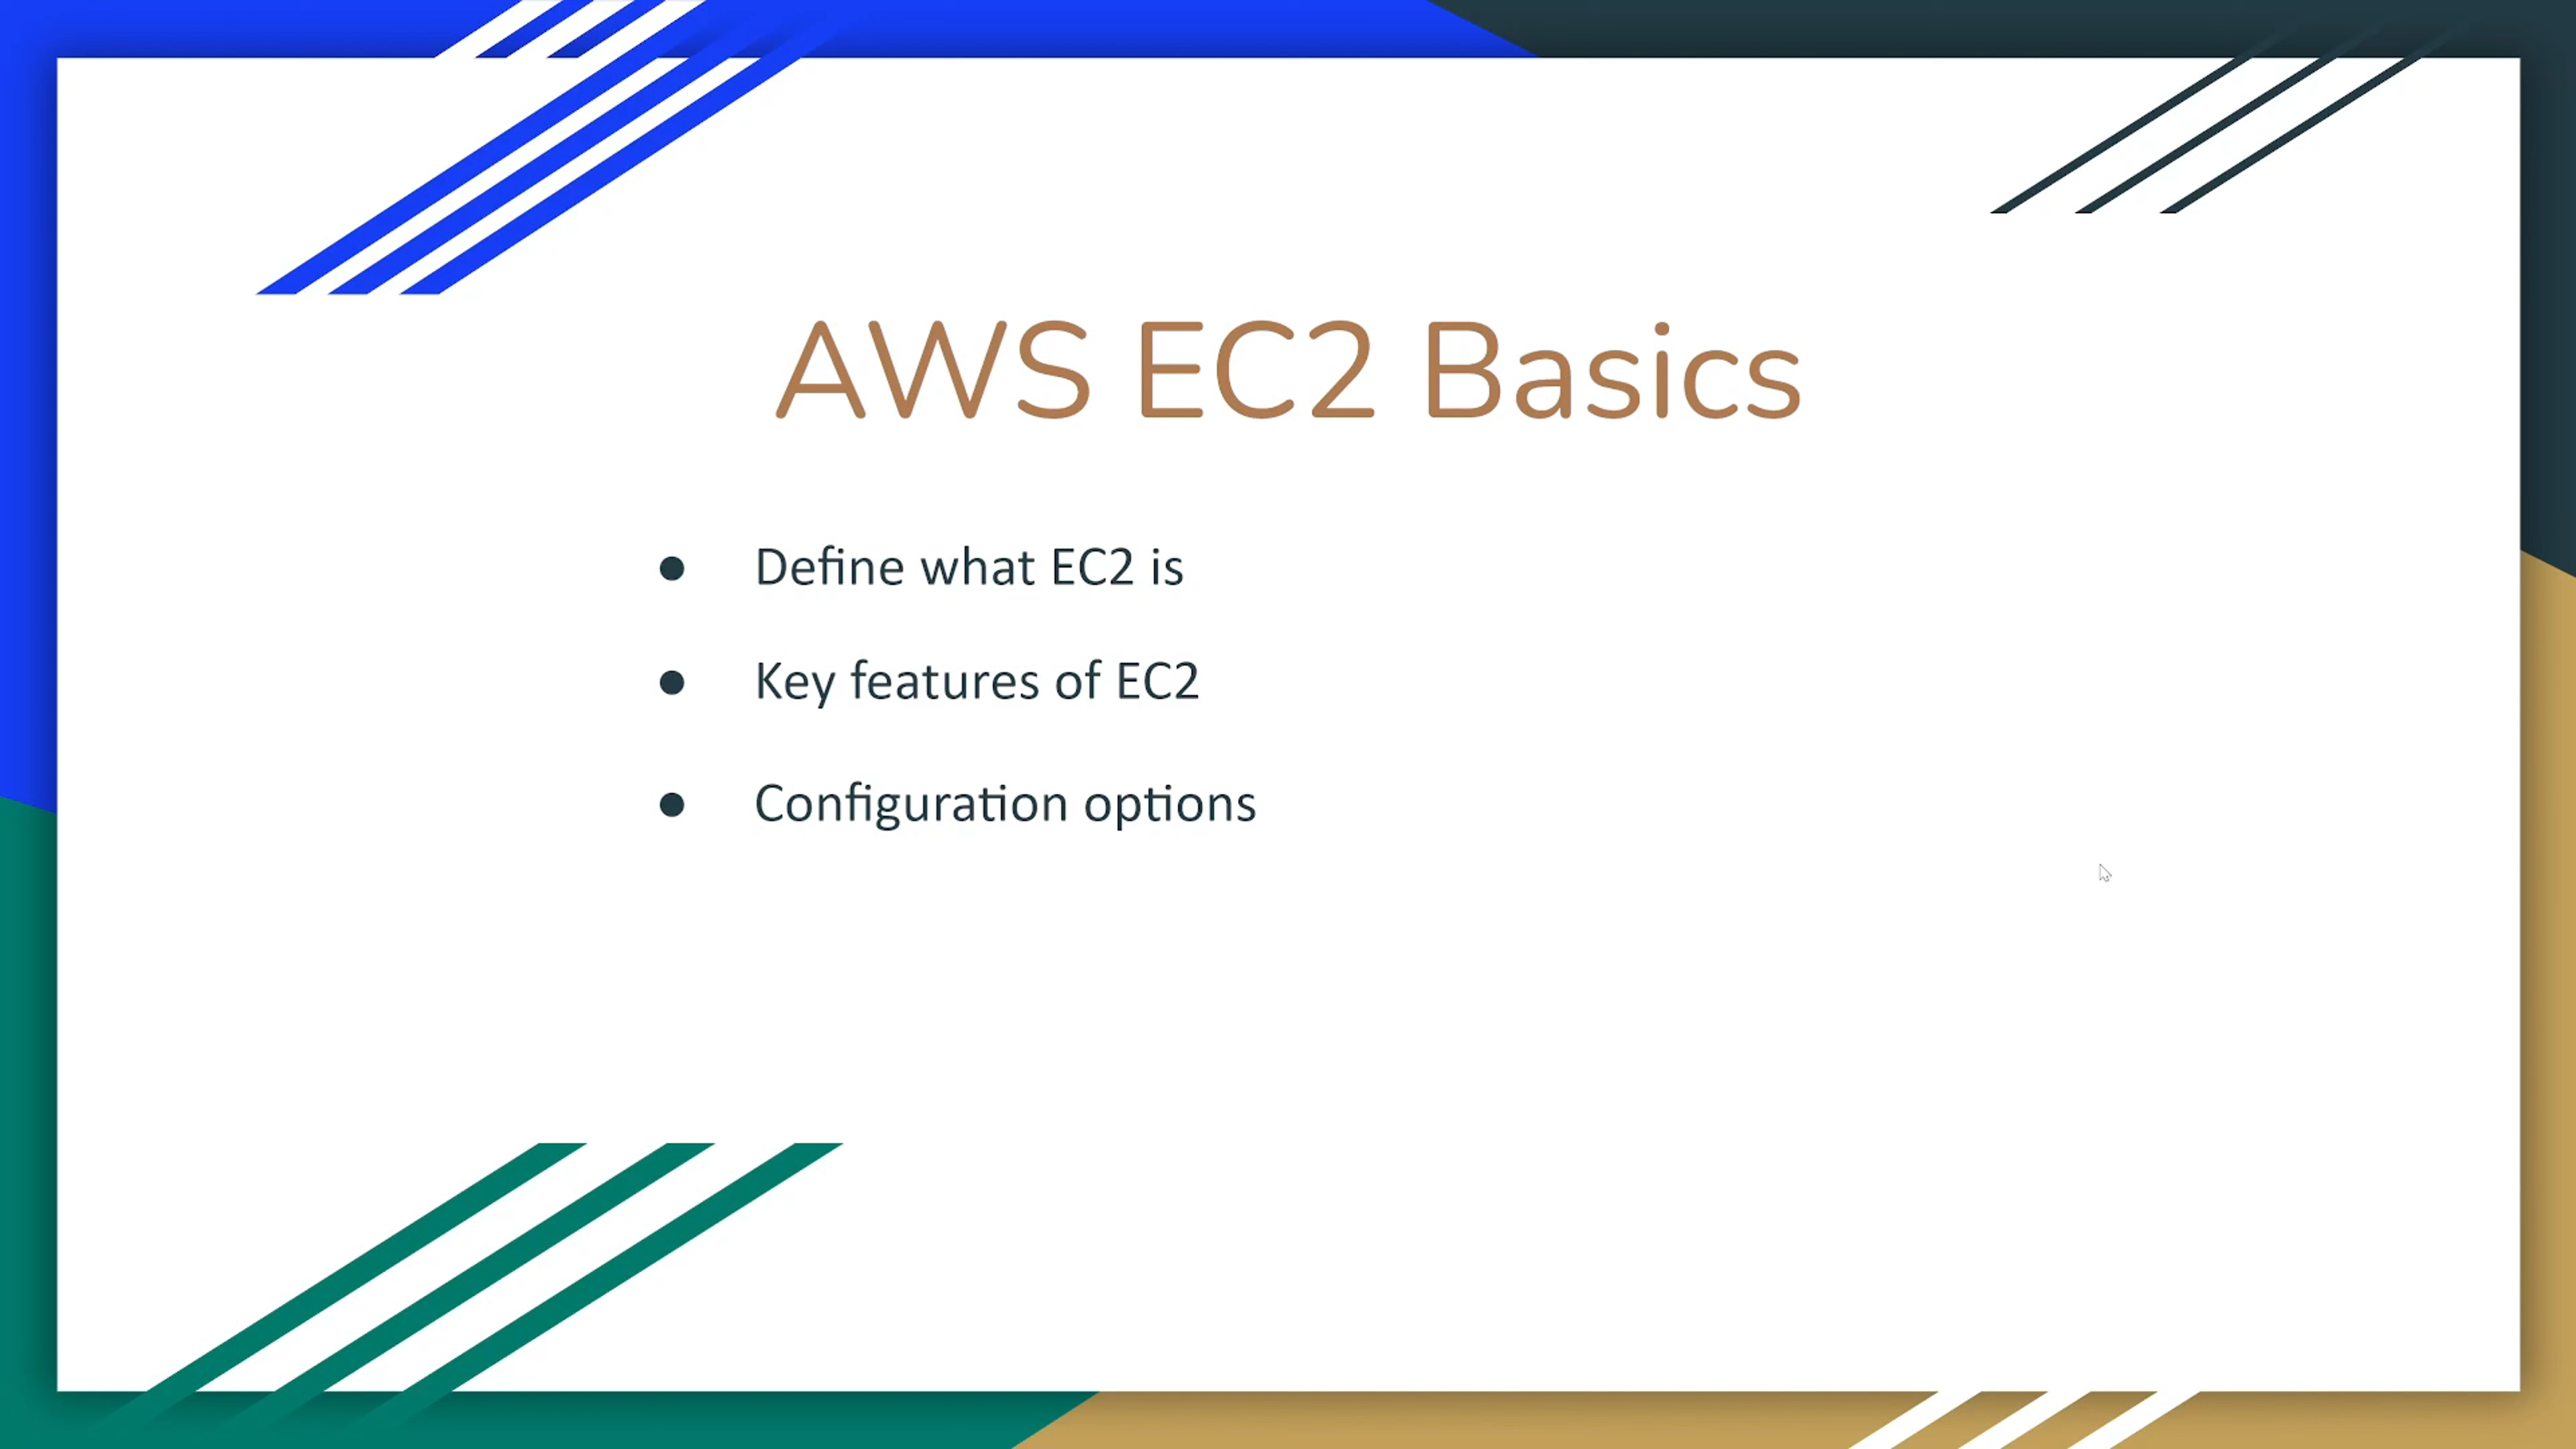 AWS EC2 Basics
● Define what EC2 is
● Key features of EC2
● Configuration options